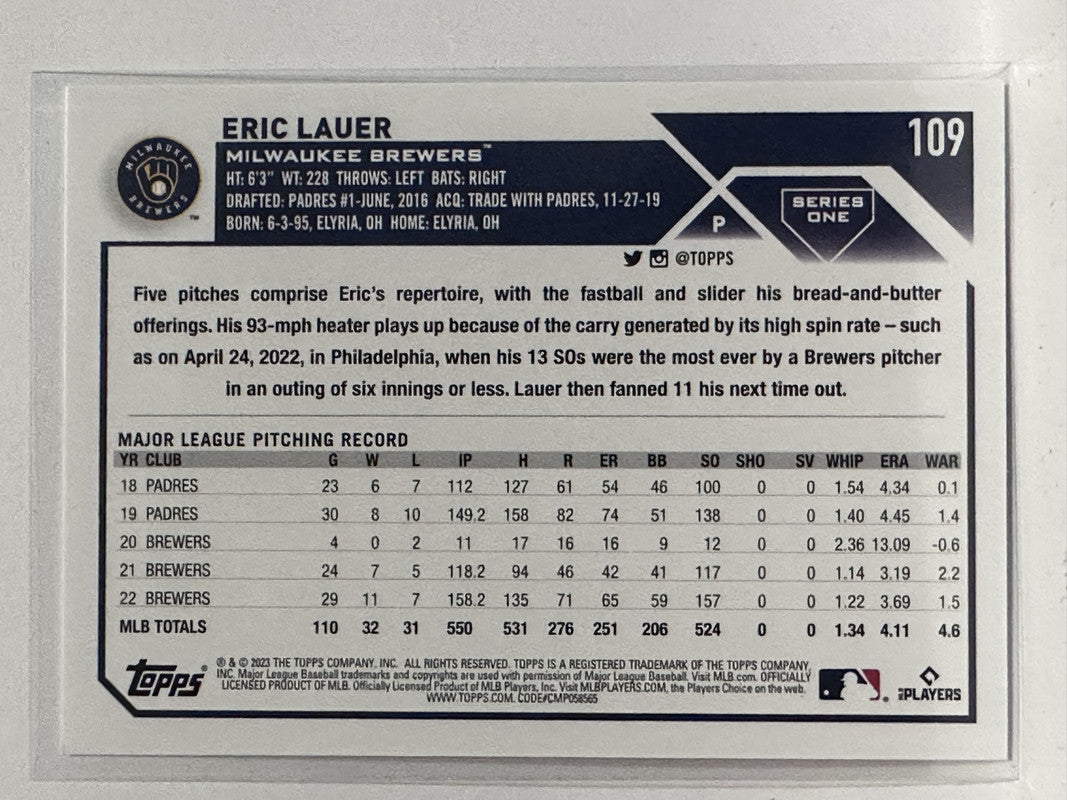 ERIC LAUER
109
MILWAUKEE BREWERS™
HT: 6'3" WT: 228 THROWS: LEFT BATS: RIGHT
DRAFTED: PADRES #1-JUNE, 2016 ACQ: TRADE WITH PADRES, 11-27-19
BORN: 6-3-95, ELYRIA, OH HOME: ELYRIA, OH
MILWAUKEE
BREWERS
™
P
SERIES
ONE
@TOPPS
Five pitches comprise Eric's repertoire, with the fastball and slider his bread-and-butter
offerings. His 93-mph heater plays up because of the carry generated by its high spin rate – such
as on April 24, 2022, in Philadelphia, when his 13 SOs were the most ever by a Brewers pitcher
in an outing of six innings or less. Lauer then fanned 11 his next time out.
MAJOR LEAGUE PITCHING RECORD
YR CLUB G W L IP H R ER BB SO SHO SV WHIP ERA WAR
18 PADRES 23 6 7 112 127 61 54 46 100 0 0 1.54 4.34 0.1
19 PADRES 30 8 10 149.2 158 82 74 51 138 0 0 1.40 4.45 1.4
20 BREWERS 4 0 2 11 17 16 16 9 12 0 0 2.36 13.09 -0.6
21 BREWERS 24 7 5 118.2 94 46 42 41 117 0 0 1.14 3.19 2.2
22 BREWERS 29 11 7 158.2 135 71 65 59 157 0 0 1.22 3.69 1.5
MLB TOTALS 110 32 31 550 531 276 251 206 524 0 0 1.34 4.11 4.6
Topps®
® & © 2023 THE TOPPS COMPANY, INC. ALL RIGHTS RESERVED. TOPPS IS A REGISTERED TRADEMARK OF THE TOPPS COMPANY,
INC. Major League Baseball trademarks and copyrights are used with permission of Major League Baseball. Visit MLB.com. OFFICIALLY
LICENSED PRODUCT OF MLB. Officially Licensed Product of MLB Players, Inc. Visit MLBPLAYERS.COM, the Players Choice on the web.
WWW.TOPPS.COM. CODE#CMP058565
MLB PLAYERS